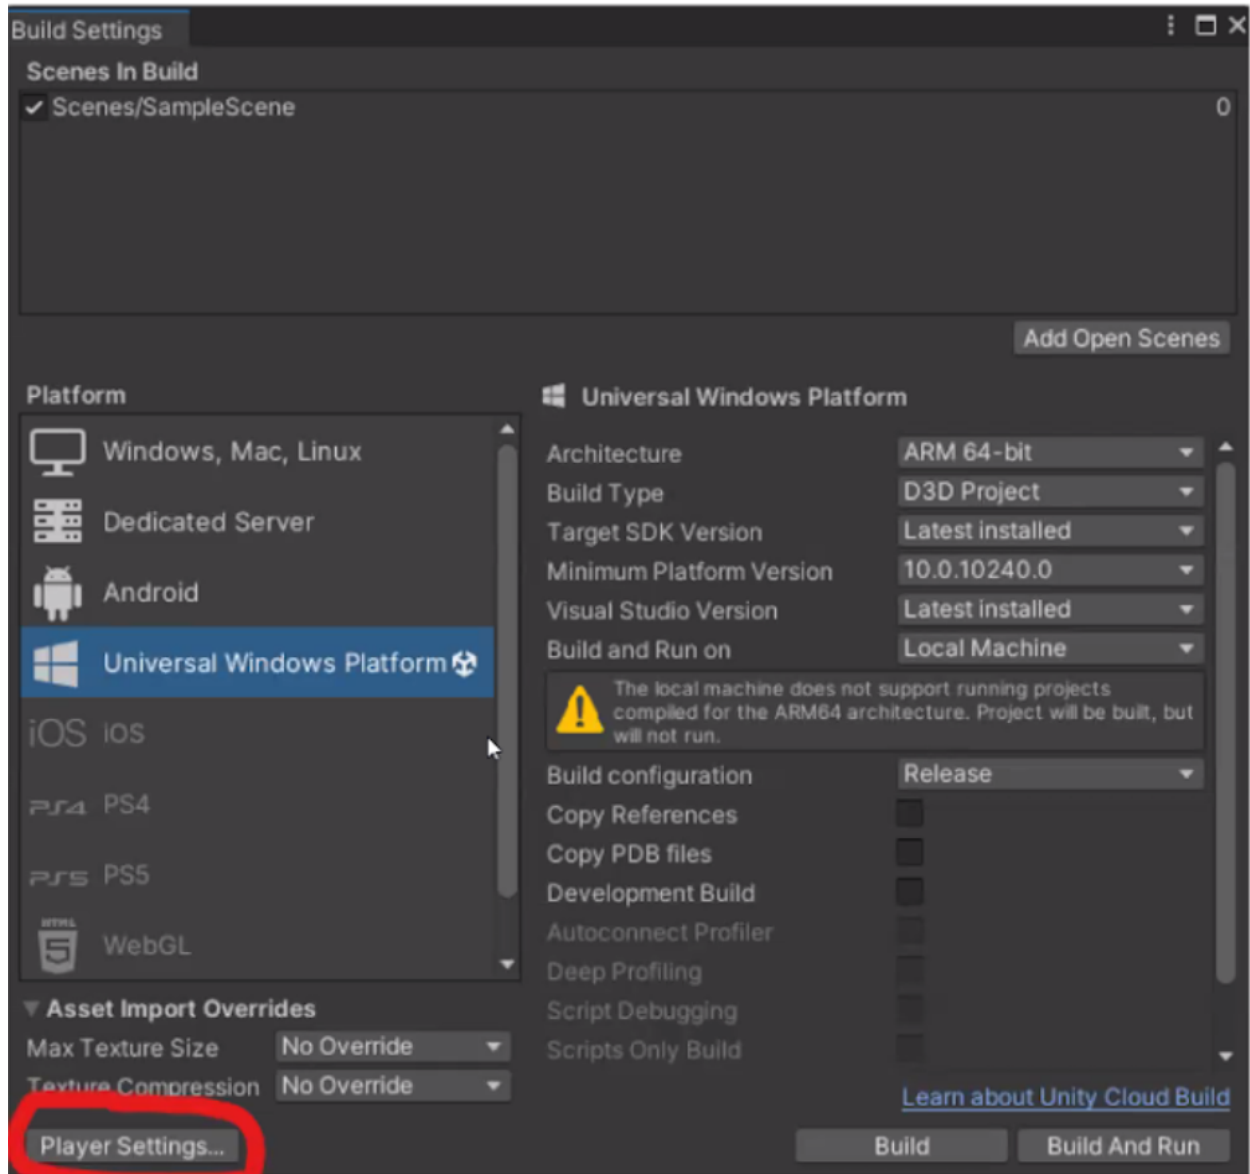 Build Settings
Scenes In Build
Scenes/SampleScene 0
Add Open Scenes
Platform
Windows, Mac, Linux
Dedicated Server
Android
Universal Windows Platform
iOS iOS
PS4 PS4
PS5 PS5
HTML 5 WebGL
Asset Import Overrides
Max Texture Size No Override
Texture Compression No Override
Player Settings...
Universal Windows Platform
Architecture ARM 64-bit
Build Type D3D Project
Target SDK Version Latest installed
Minimum Platform Version 10.0.10240.0
Visual Studio Version Latest installed
Build and Run on Local Machine
The local machine does not support running projects
compiled for the ARM64 architecture. Project will be built, but
will not run.
Build configuration Release
Copy References
Copy PDB files
Development Build
Autoconnect Profiler
Deep Profiling
Script Debugging
Scripts Only Build
Learn about Unity Cloud Build
Build Build And Run